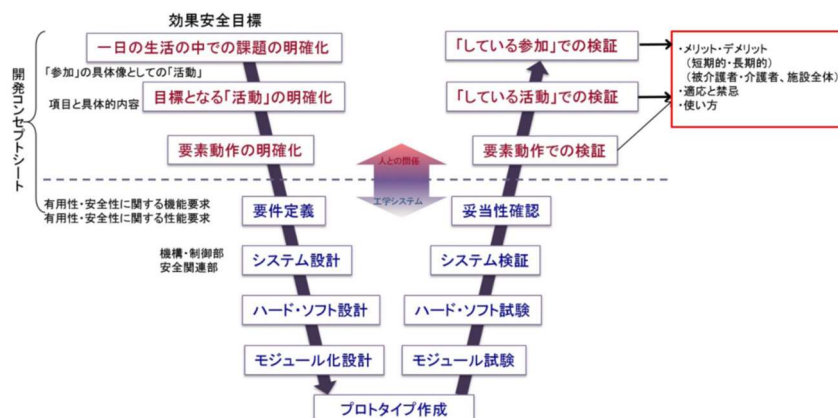 効果安全目標
開発コンセプトシート
一日の生活の中での課題の明確化
「参加」の具体像としての「活動」
項目と具体的内容
目標となる「活動」の明確化
要素動作の明確化
有用性・安全性に関する機能要求
有用性・安全性に関する性能要求
要件定義
機構・制御部
安全関連部
システム設計
ハード・ソフト設計
モジュール化設計
プロトタイプ作成
人との関係
工学システム
「している参加」での検証
「している活動」での検証
要素動作での検証
妥当性確認
システム検証
ハード・ソフト試験
モジュール試験
・メリット・デメリット
（短期的・長期的）
（被介護者・介護者、施設全体）
・適応と禁忌
・使い方